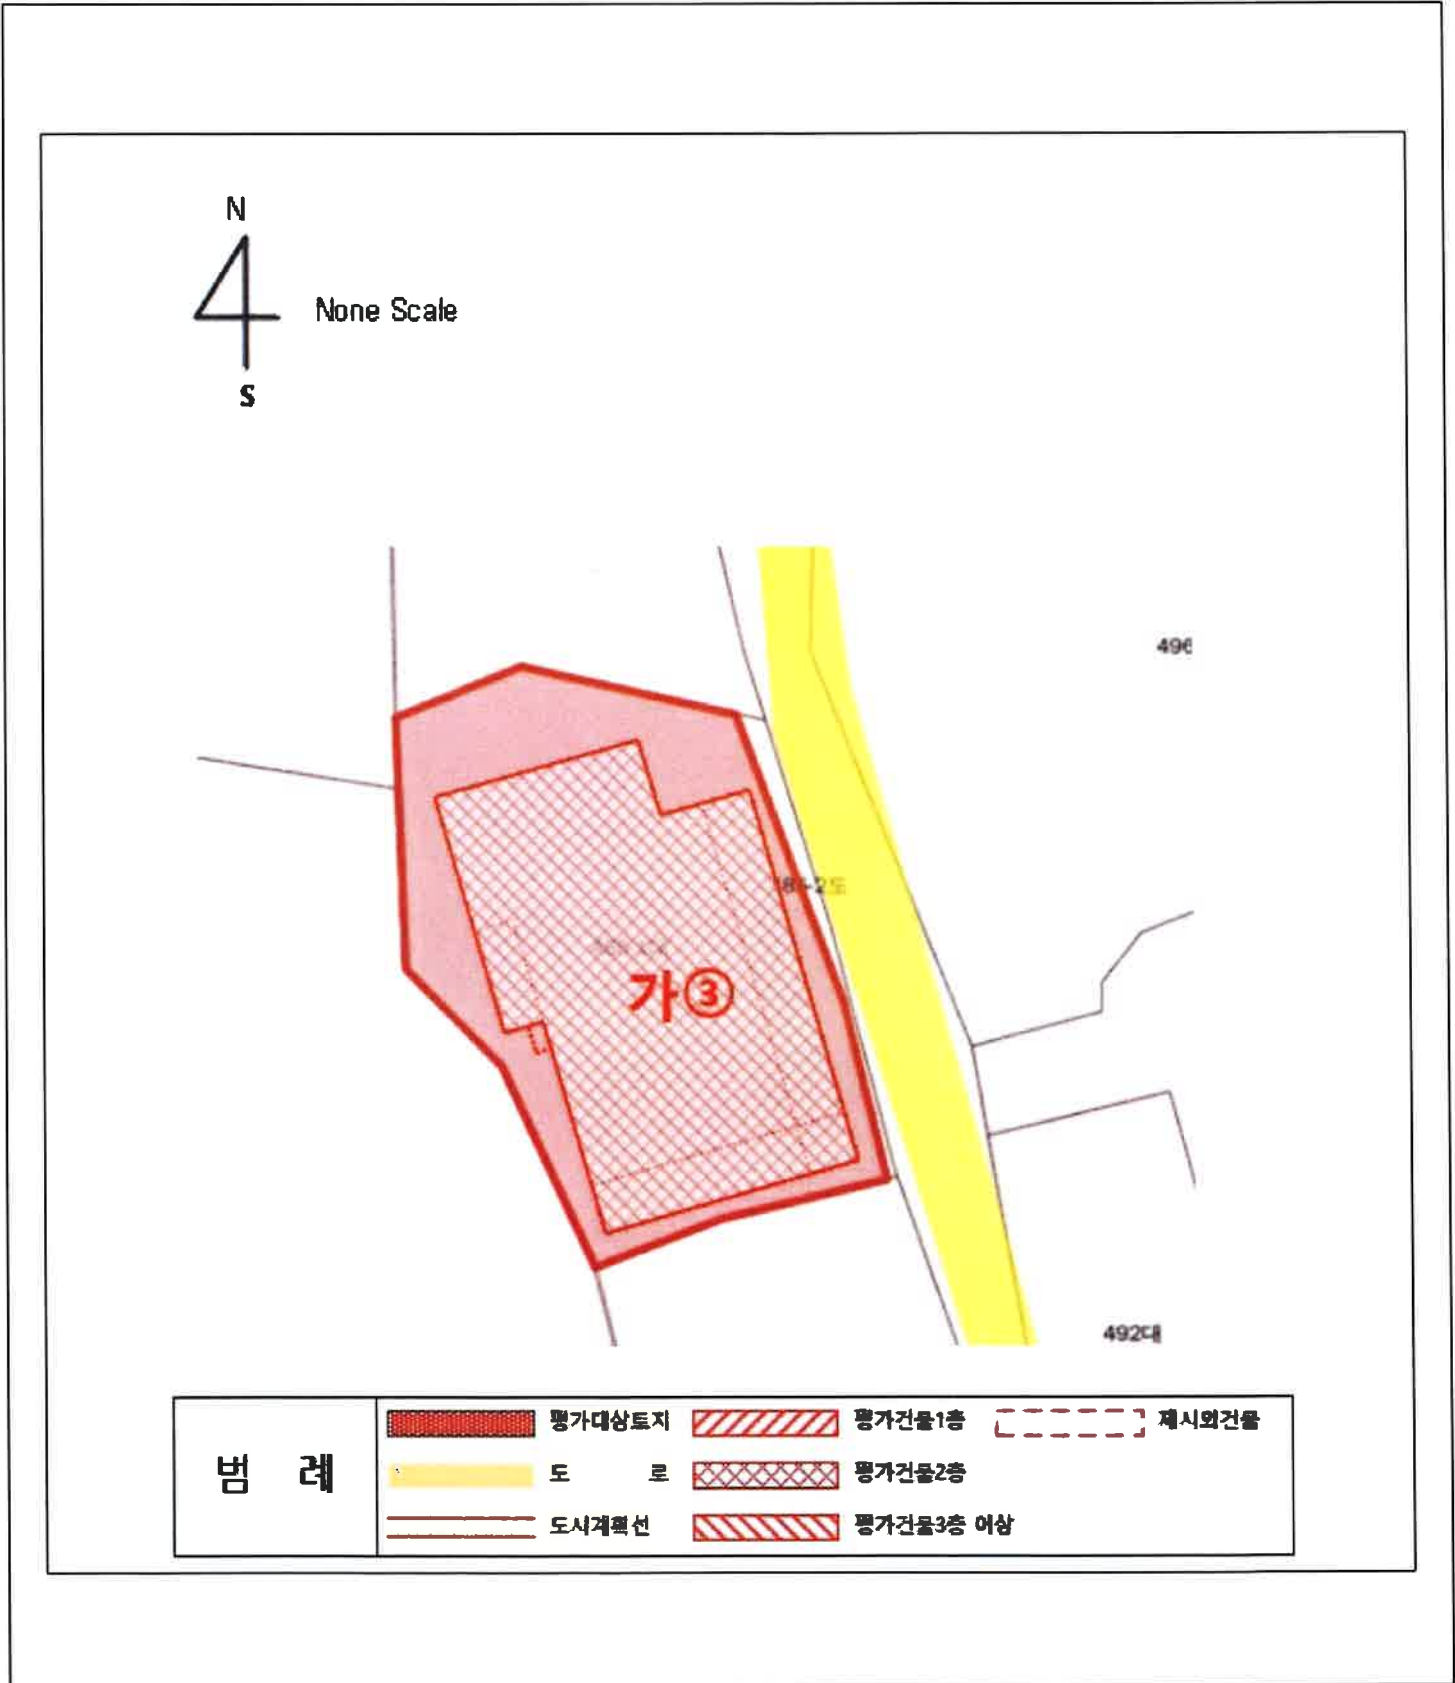 N
None Scale
S
496
가③
492대
범 례
평가대상토지
평가건물1층
제시외건물
도 로
평가건물2층
도시계획선
평가건물3층 이상